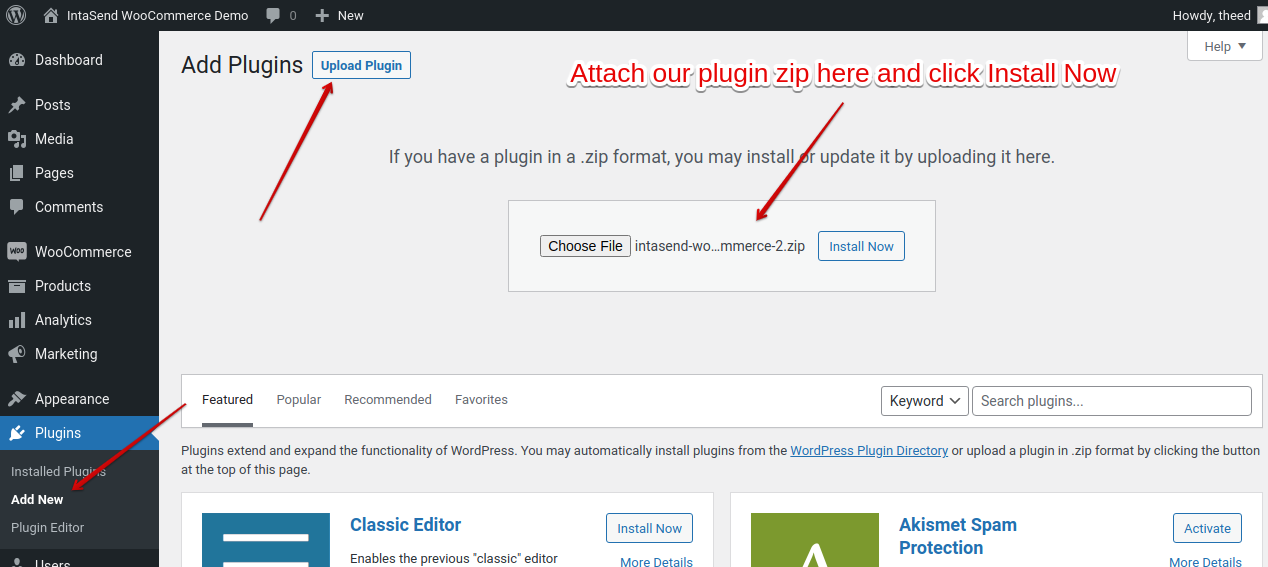 IntaSend WooCommerce Demo 0 New Howdy, theed
Dashboard
Posts
Media
Pages
Comments
Woo WooCommerce
Products
Analytics
Marketing
Appearance
Plugins
Installed Plugins
Add New
Plugin Editor
Users
Add Plugins Upload Plugin
Help
Attach our plugin zip here and click Install Now
If you have a plugin in a .zip format, you may install or update it by uploading it here.
Choose File intasend-wo...mmerce-2.zip Install Now
Featured Popular Recommended Favorites Keyword Search plugins...
Plugins extend and expand the functionality of WordPress. You may automatically install plugins from the WordPress Plugin Directory or upload a plugin in .zip format by clicking the button
at the top of this page.
Classic Editor Install Now
Enables the previous "classic" editor More Details
Akismet Spam Activate
Protection
More Details